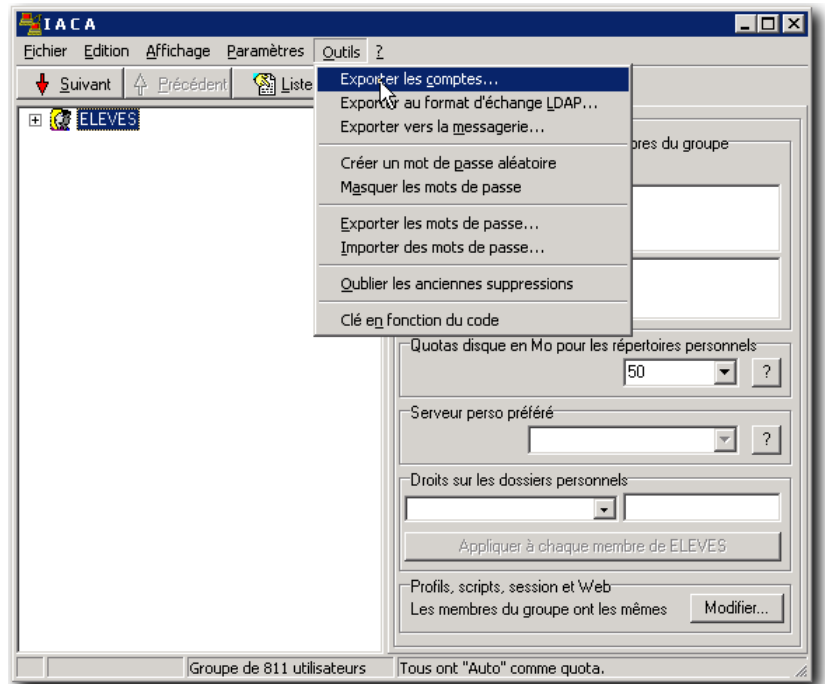 IACA
Fichier Edition Affichage Paramètres Outils ?
Suivant Précédent Liste
ELEVES
Exporter les comptes...
Exporter au format d'échange LDAP...
Exporter vers la messagerie...
Créer un mot de passe aléatoire
Masquer les mots de passe
Exporter les mots de passe...
Importer des mots de passe...
Oublier les anciennes suppressions
Clé en fonction du code
bres du groupe
Quotas disque en Mo pour les répertoires personnels
50 ?
Serveur perso préféré
?
Droits sur les dossiers personnels
Appliquer à chaque membre de ELEVES
Profils, scripts, session et Web
Les membres du groupe ont les mêmes Modifier...
Groupe de 811 utilisateurs Tous ont "Auto" comme quota.